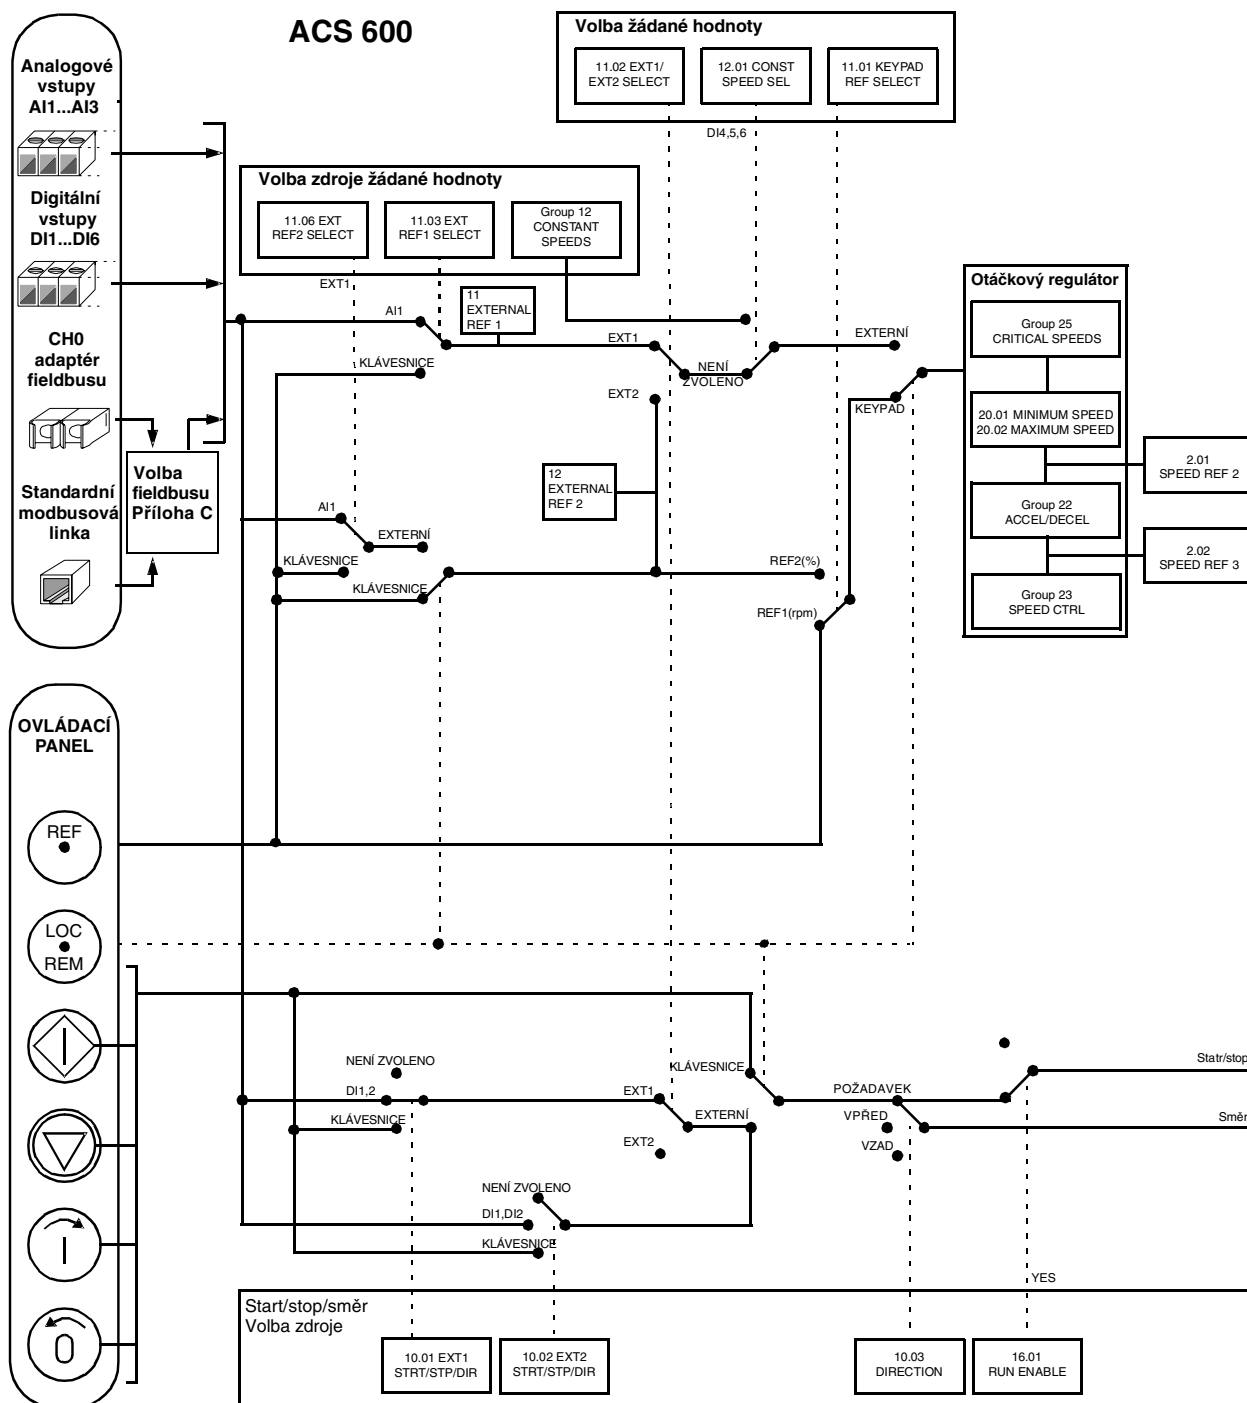 ACS 600
Analogové
vstupy
AI1...AI3
Digitální
vstupy
DI1...DI6
CH0
adaptér
fieldbusu
Standardní
modbusová
linka
Volba
fieldbusu
Příloha C
Volba žádané hodnoty
11.02 EXT1/
EXT2 SELECT
12.01 CONST
SPEED SEL
11.01 KEYPAD
REF SELECT
DI4,5,6
Volba zdroje žádané hodnoty
11.06 EXT
REF2 SELECT
11.03 EXT
REF1 SELECT
Group 12
CONSTANT
SPEEDS
EXT1
AI1
11
EXTERNAL
REF 1
KLÁVESNICE
EXT1
NENÍ
ZVOLENO
EXTERNÍ
EXT2
KEYPAD
12
EXTERNAL
REF 2
AI1
EXTERNÍ
KLÁVESNICE
KLÁVESNICE
REF2(%)
REF1(rpm)
Otáčkový regulátor
Group 25
CRITICAL SPEEDS
20.01 MINIMUM SPEED
20.02 MAXIMUM SPEED
2.01
SPEED REF 2
Group 22
ACCEL/DECEL
2.02
SPEED REF 3
Group 23
SPEED CTRL
OVLÁDACÍ
PANEL
REF
LOC
REM
I
I
0
NENÍ ZVOLENO
DI1,2
KLÁVESNICE
EXT1
EXTERNÍ
EXT2
KLÁVESNICE
POŽADAVEK
VPŘED
VZAD
Statr/stop
Směr
NENÍ ZVOLENO
DI1,DI2
KLÁVESNICE
YES
Start/stop/směr
Volba zdroje
10.01 EXT1
STRT/STP/DIR
10.02 EXT2
STRT/STP/DIR
10.03
DIRECTION
16.01
RUN ENABLE